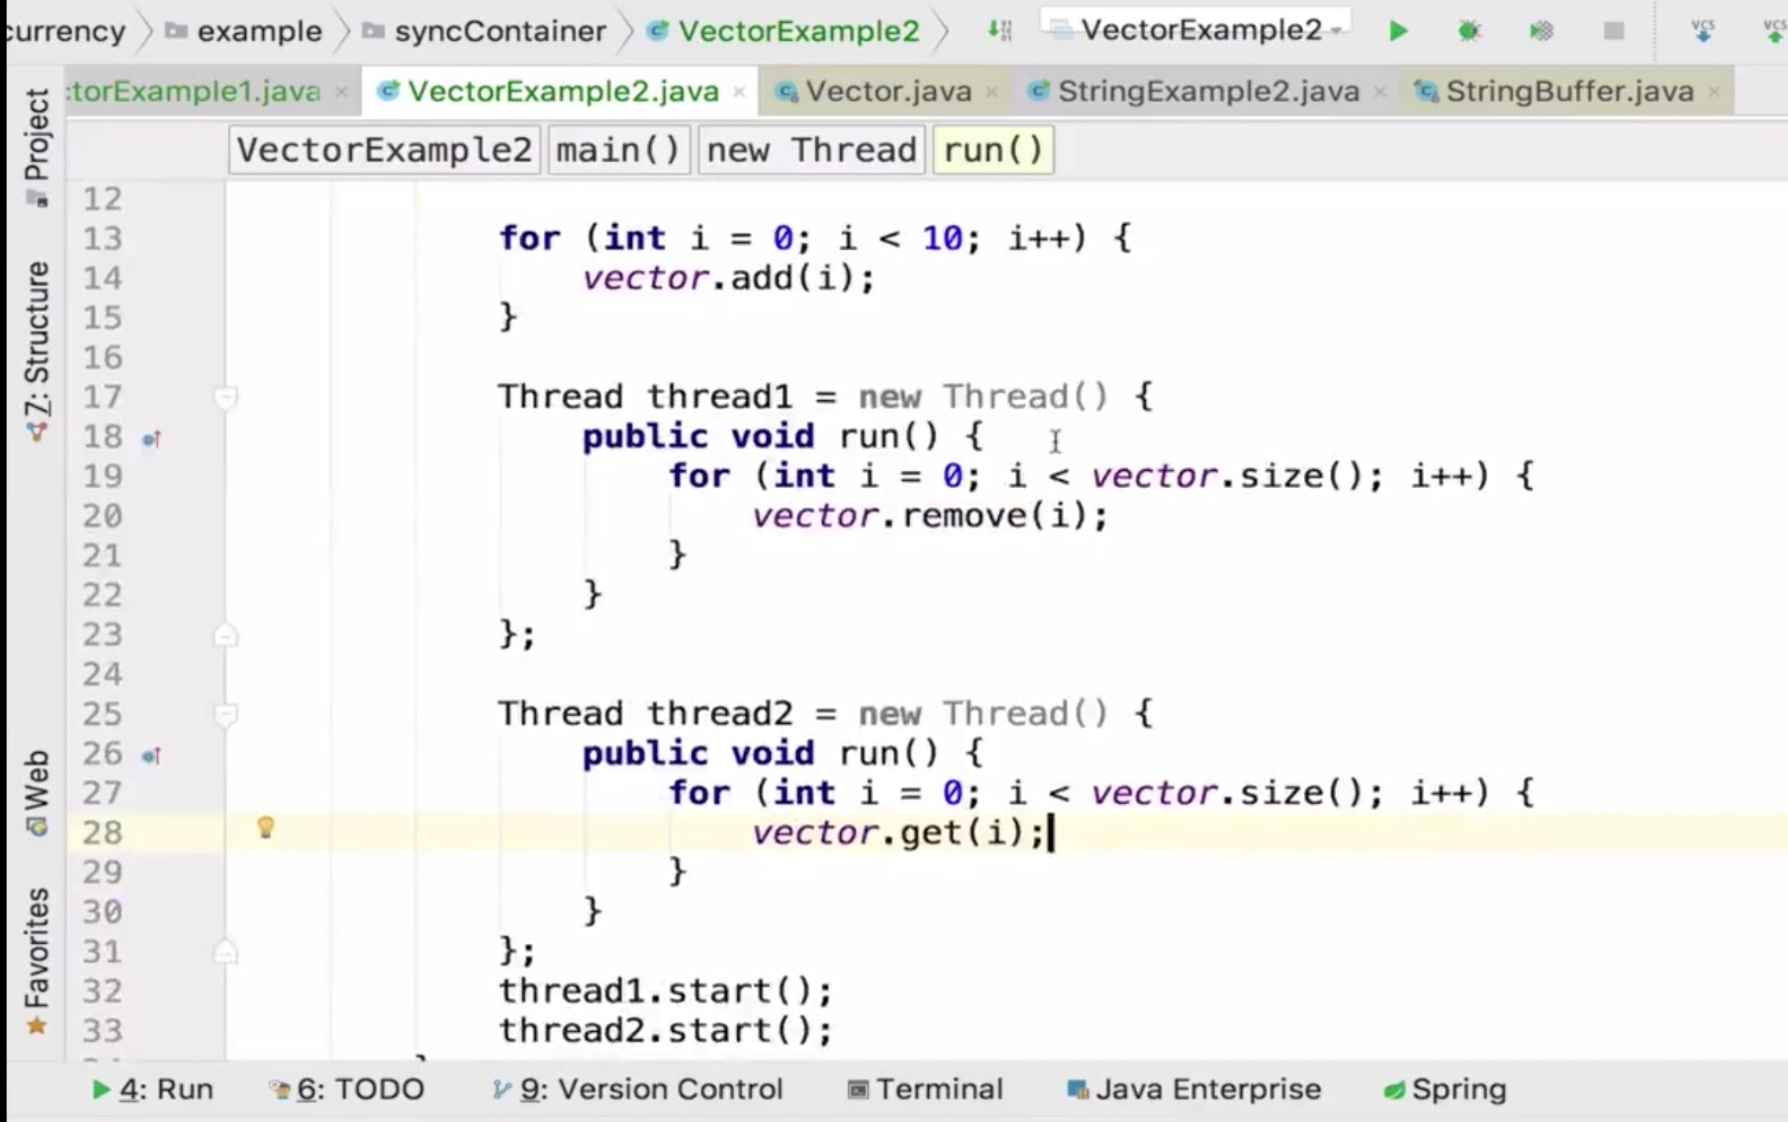 currency example syncContainer VectorExample2 VectorExample2 VCS VCS
torExample1.java VectorExample2.java Vector.java StringExample2.java StringBuffer.java
VectorExample2 main() new Thread run()
Project
Z: Structure
Web
Favorites
12
13 for (int i = 0; i < 10; i++) {
14 vector.add(i);
15 }
16
17 Thread thread1 = new Thread() {
18 public void run() {
19 for (int i = 0; i < vector.size(); i++) {
20 vector.remove(i);
21 }
22 }
23 };
24
25 Thread thread2 = new Thread() {
26 public void run() {
27 for (int i = 0; i < vector.size(); i++) {
28 vector.get(i);
29 }
30 }
31 };
32 thread1.start();
33 thread2.start();
4: Run 6: TODO 9: Version Control Terminal Java Enterprise Spring